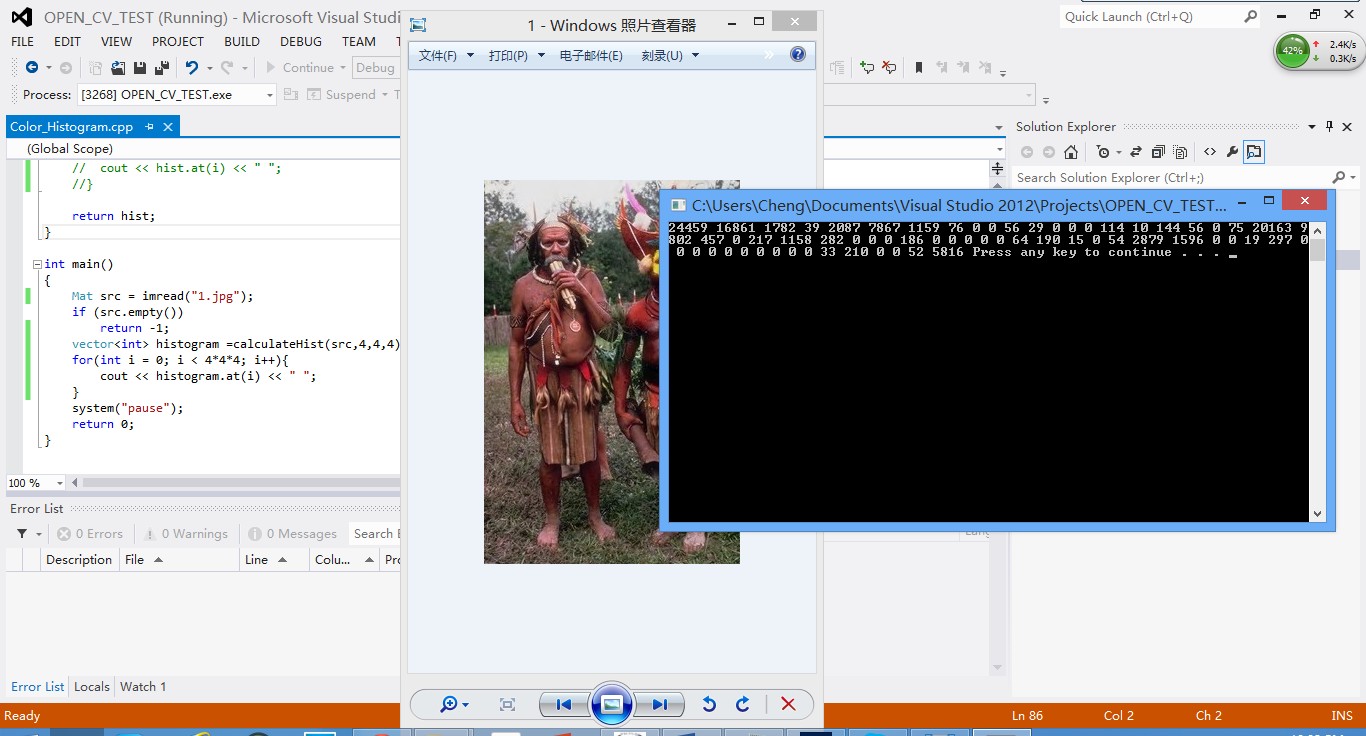 OPEN_CV_TEST (Running) - Microsoft Visual Studi
Quick Launch (Ctrl+Q)
FILE EDIT VIEW PROJECT BUILD DEBUG TEAM
Continue Debug
Process: [3268] OPEN_CV_TEST.exe Suspend
42% 2.4K/s
0.3K/s
Color_Histogram.cpp
(Global Scope)
// cout << hist.at(i) << " ";
//}
return hist;
}
int main()
{
Mat src = imread("1.jpg");
if (src.empty())
return -1;
vector<int> histogram =calculateHist(src,4,4,4)
for(int i = 0; i < 4*4*4; i++){
cout << histogram.at(i) << " ";
}
system("pause");
return 0;
}
100 %
Error List
0 Errors 0 Warnings 0 Messages Search E
Description File Line Colu... Pr
Error List Locals Watch 1
Ready
1 - Windows 照片查看器
文件(F) 打印(P) 电子邮件(E) 刻录(U)
Solution Explorer
Search Solution Explorer (Ctrl+;)
C:\Users\Cheng\Documents\Visual Studio 2012\Projects\OPEN_CV_TEST...
24459 16861 1782 39 2087 7867 1159 76 0 0 56 29 0 0 0 114 10 144 56 0 75 20163 9
802 457 0 217 1158 282 0 0 0 186 0 0 0 0 0 64 190 15 0 54 2879 1596 0 0 19 297 0
0 0 0 0 0 0 0 0 0 33 210 0 0 52 5816 Press any key to continue . . .
Ln 86 Col 2 Ch 2 INS